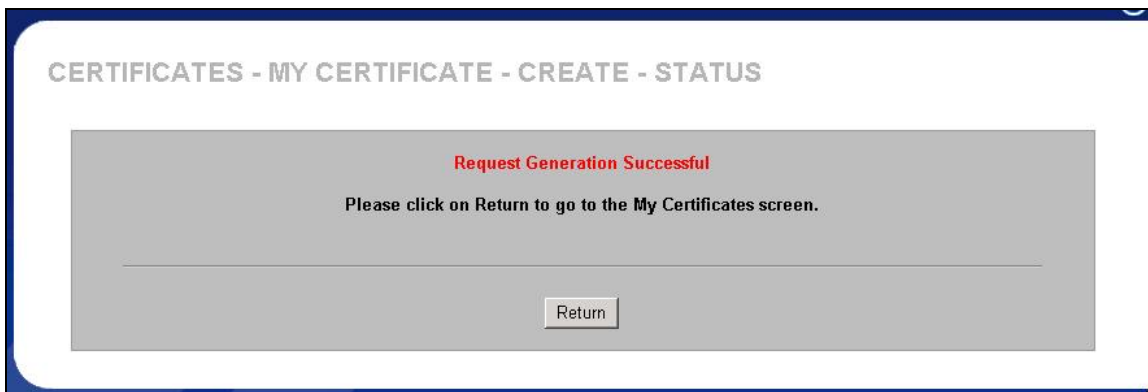 CERTIFICATES - MY CERTIFICATE - CREATE - STATUS
Request Generation Successful
Please click on Return to go to the My Certificates screen.
Return